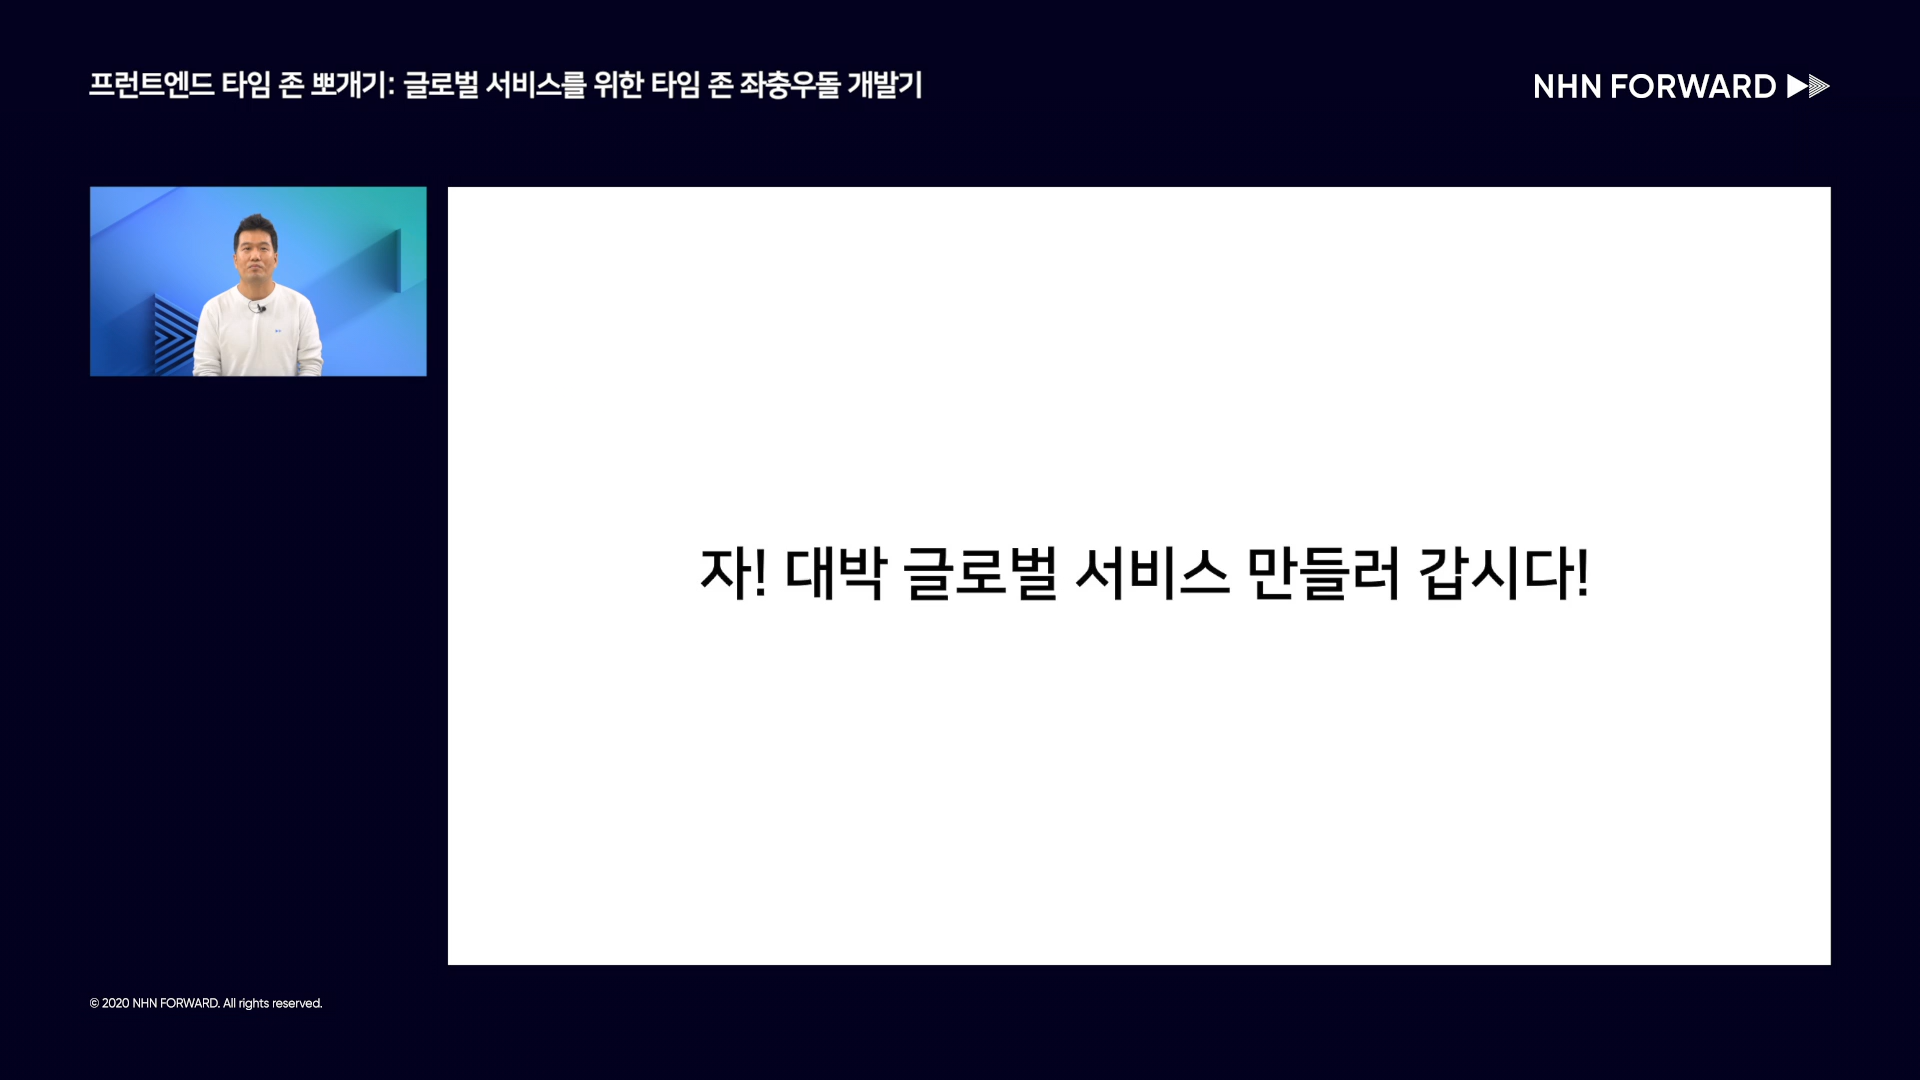 프런트엔드 타임 존 뽀개기: 글로벌 서비스를 위한 타임 존 좌충우돌 개발기
NHN FORWARD
자! 대박 글로벌 서비스 만들러 갑시다!
© 2020 NHN FORWARD. All rights reserved.